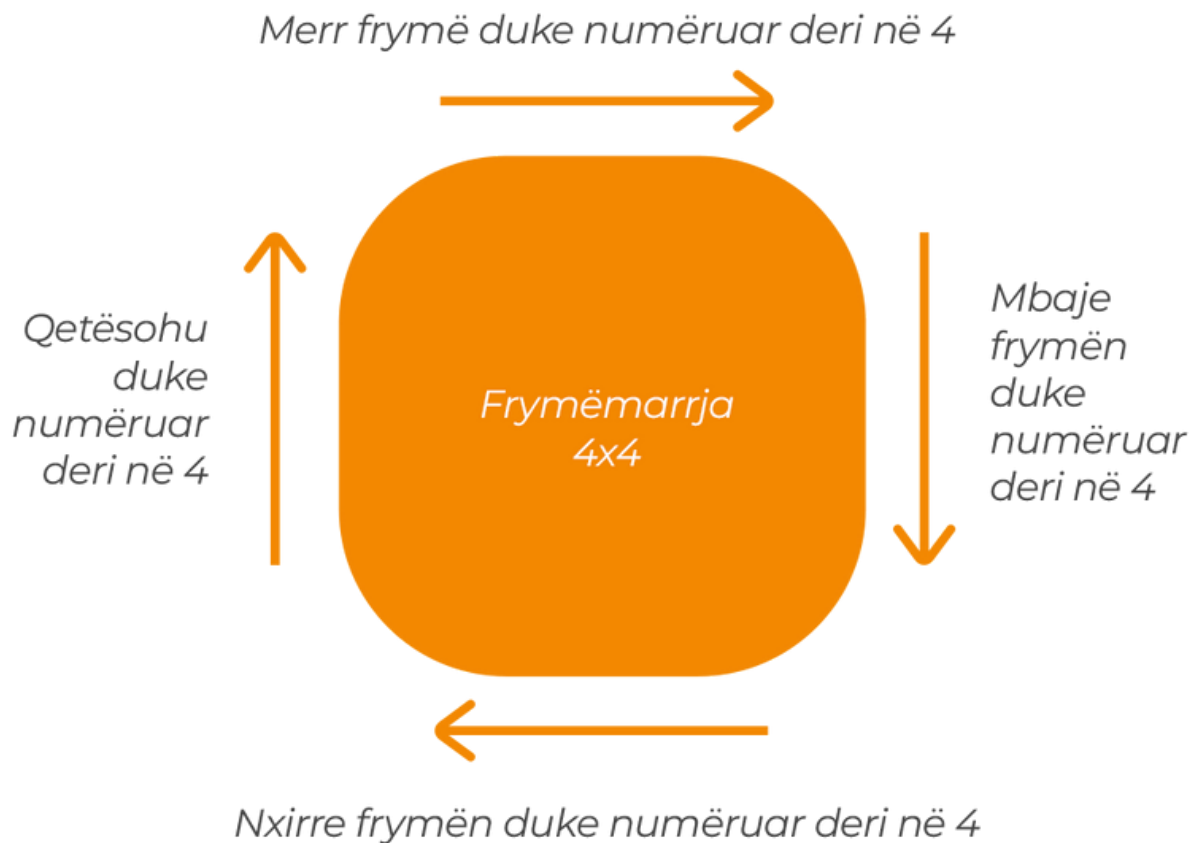 Merr frymë duke numëruar deri në 4
Mbaje
frymën
duke
numëruar
deri në 4
Nxirre frymën duke numëruar deri në 4
Qetësohu
duke
numëruar
deri në 4
Frymëmarrja
4x4